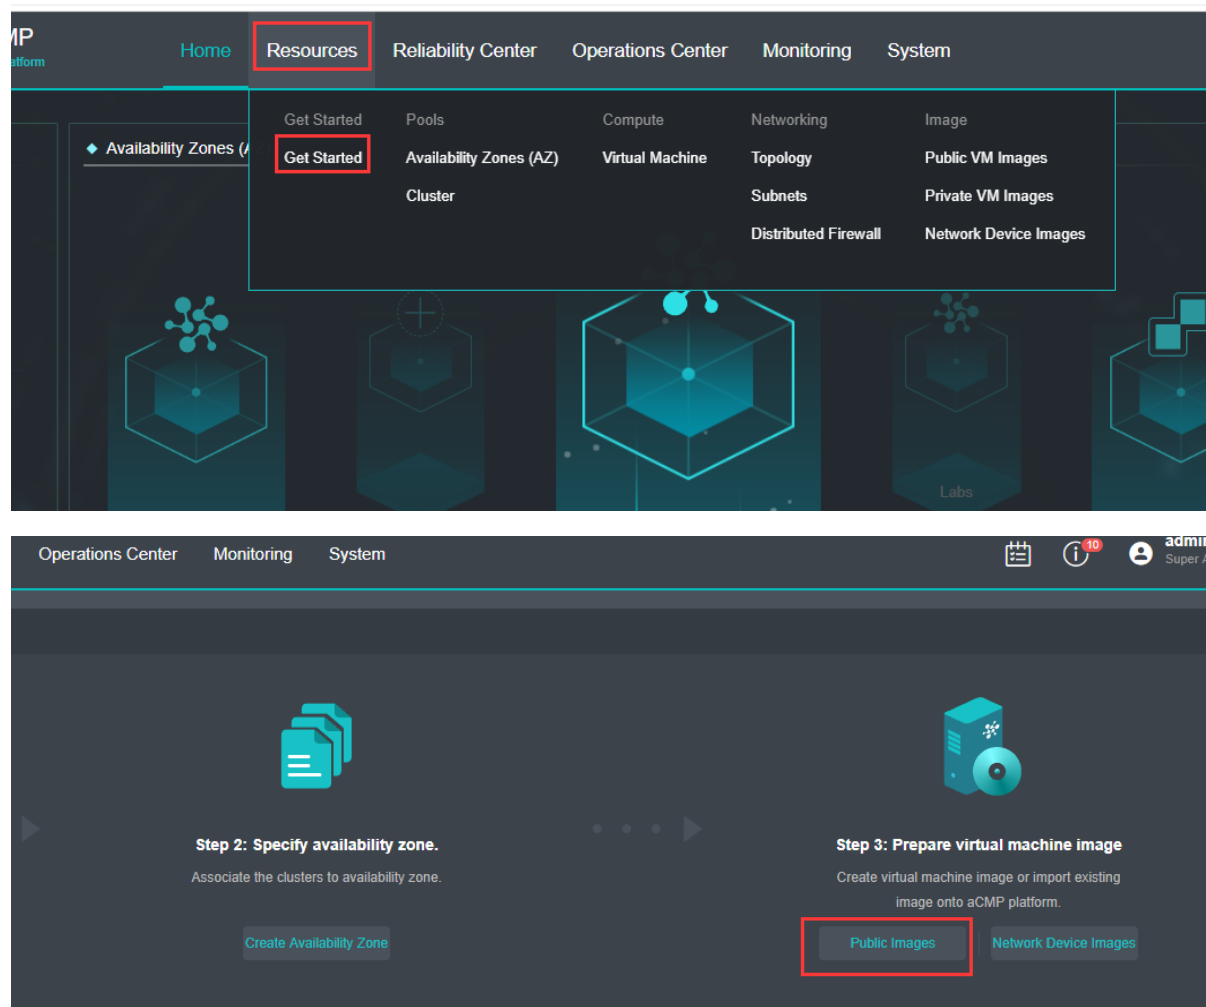 Home Resources Reliability Center Operations Center Monitoring System
Get Started Pools Compute Networking Image
Availability Zones (A Get Started Availability Zones (AZ) Virtual Machine Topology Public VM Images
Cluster Subnets Private VM Images
Distributed Firewall Network Device Images
Labs
Operations Center Monitoring System 10 admin
Super A
Step 2: Specify availability zone.
Associate the clusters to availability zone.
Create Availability Zone
Step 3: Prepare virtual machine image
Create virtual machine image or import existing
image onto aCMP platform.
Public Images Network Device Images